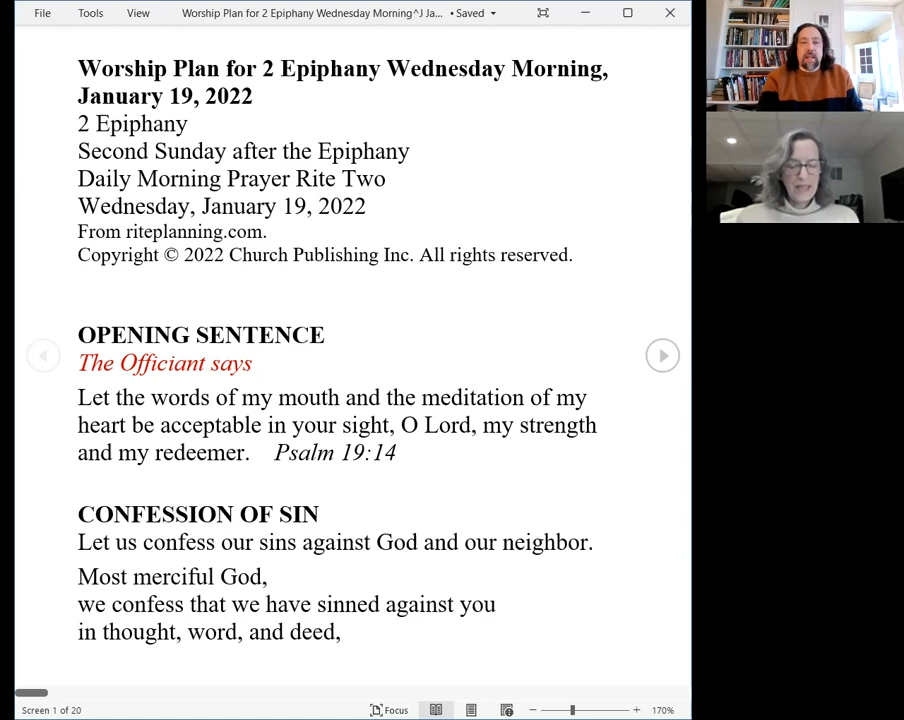 File Tools View Worship Plan for 2 Epiphany Wednesday Morning^J Ja... • Saved
Worship Plan for 2 Epiphany Wednesday Morning,
January 19, 2022
2 Epiphany
Second Sunday after the Epiphany
Daily Morning Prayer Rite Two
Wednesday, January 19, 2022
From riteplanning.com.
Copyright © 2022 Church Publishing Inc. All rights reserved.
OPENING SENTENCE
The Officiant says
Let the words of my mouth and the meditation of my
heart be acceptable in your sight, O Lord, my strength
and my redeemer. Psalm 19:14
CONFESSION OF SIN
Let us confess our sins against God and our neighbor.
Most merciful God,
we confess that we have sinned against you
in thought, word, and deed,
Screen 1 of 20 Focus 170%